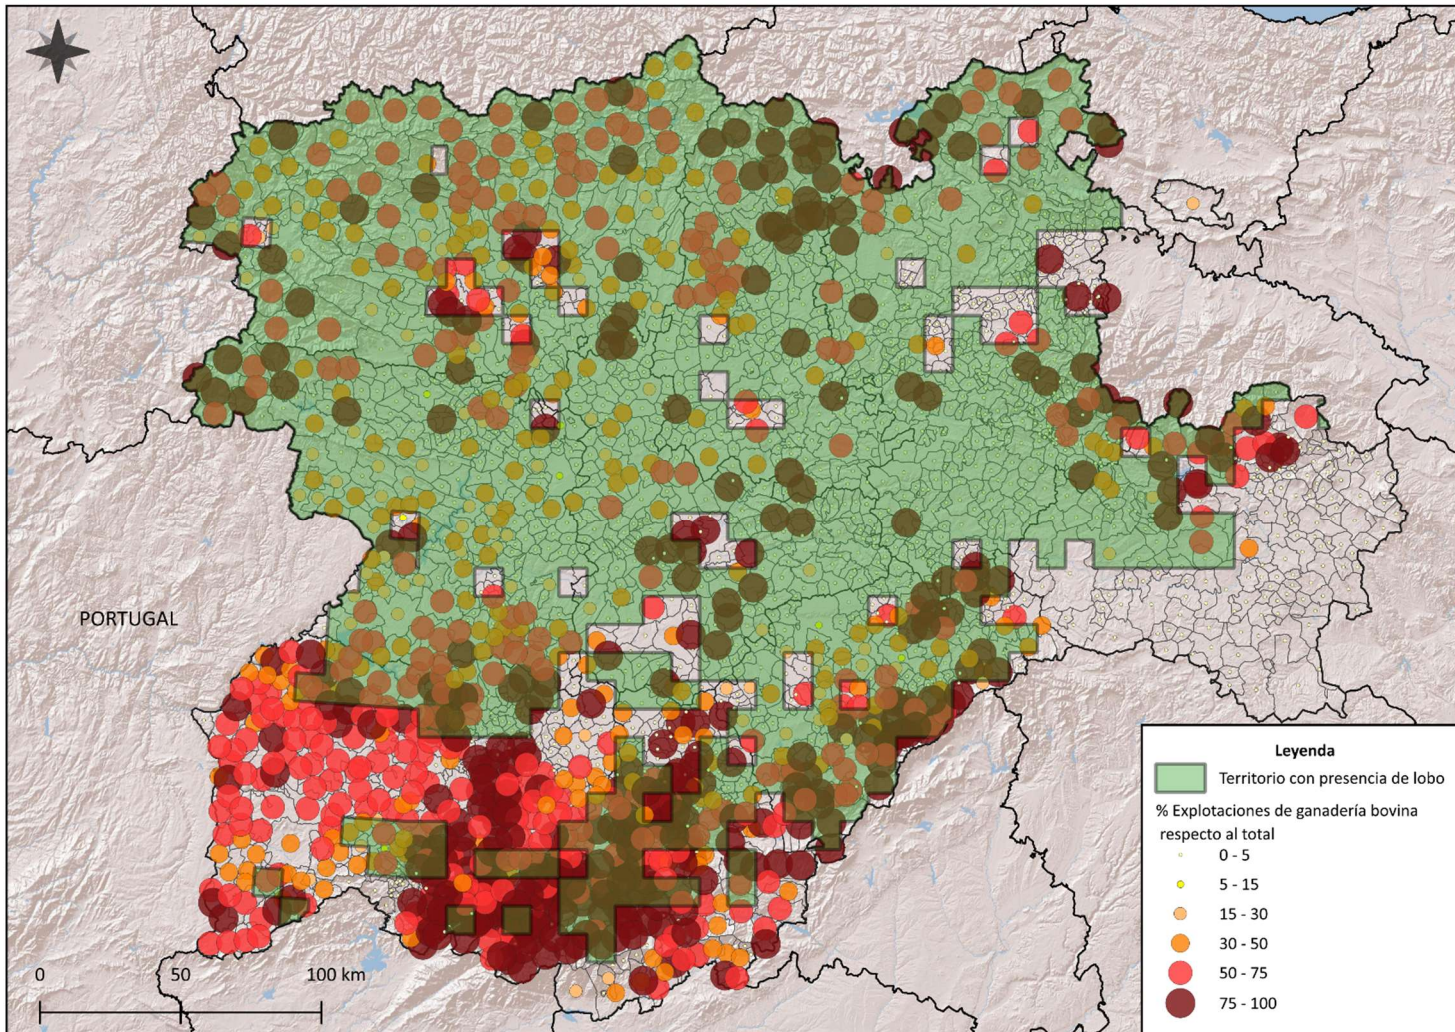 PORTUGAL
0 50 100 km
Leyenda
Territorio con presencia de lobo
% Explotaciones de ganadería bovina
respecto al total
0 - 5
5 - 15
15 - 30
30 - 50
50 - 75
75 - 100